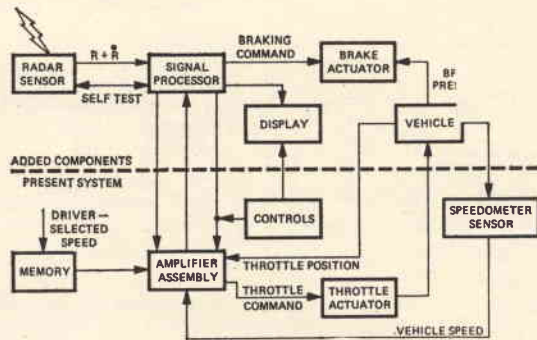 BRAKING
COMMAND
R + Ṙ
RADAR
SENSOR
SIGNAL
PROCESSOR
BRAKE
ACTUATOR
SELF TEST
DISPLAY
VEHICLE
ADDED COMPONENTS
PRESENT SYSTEM
DRIVER —
SELECTED
SPEED
CONTROLS
SPEEDOMETER
SENSOR
MEMORY
AMPLIFIER
ASSEMBLY
THROTTLE POSITION
THROTTLE
COMMAND
THROTTLE
ACTUATOR
VEHICLE SPEED